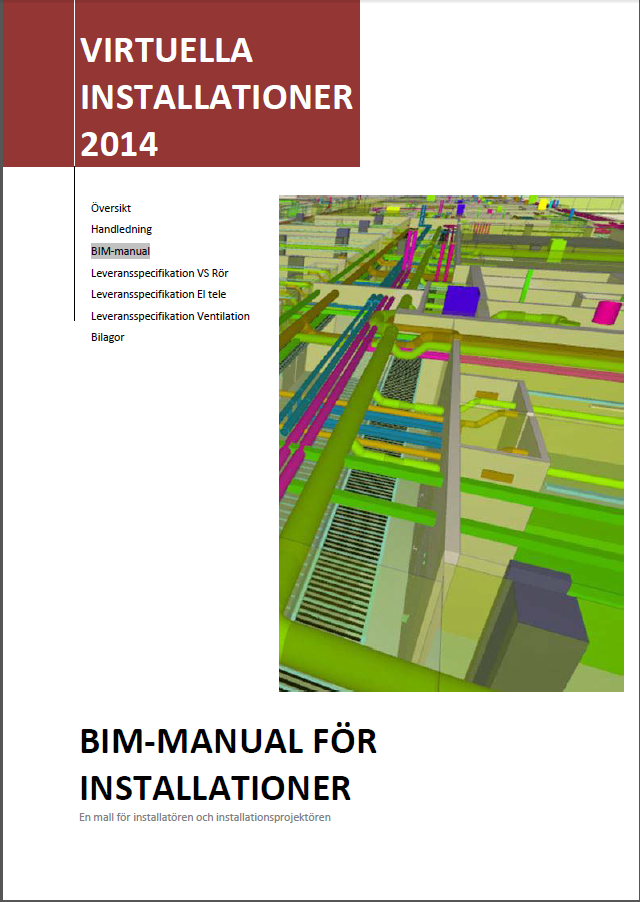 VIRTUELLA
INSTALLATIONER
2014
Översikt
Handledning
BIM-manual
Leveransspecifikation VS Rör
Leveransspecifikation El tele
Leveransspecifikation Ventilation
Bilagor
BIM-MANUAL FÖR
INSTALLATIONER
En mall för installatören och installationsprojektören